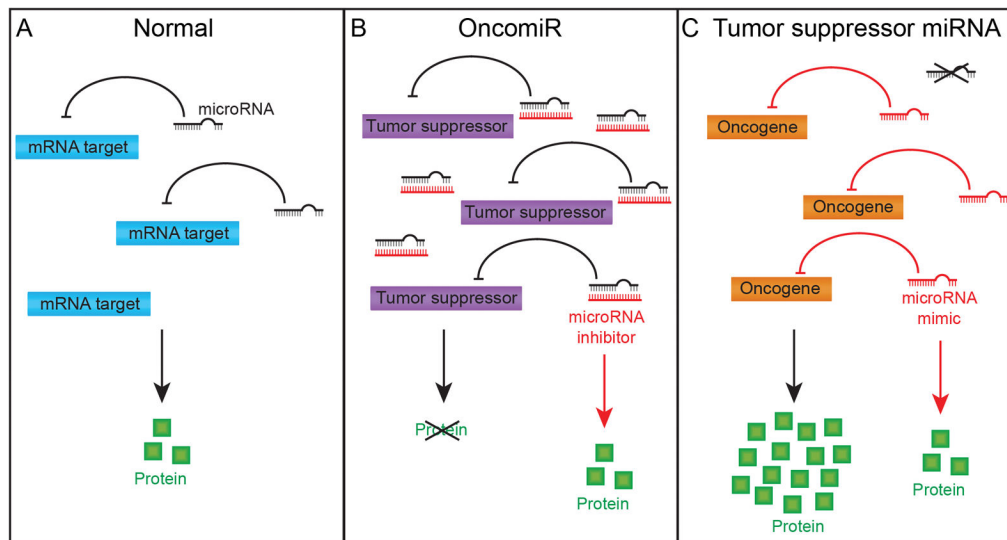 A
Normal
microRNA
mRNA target
mRNA target
mRNA target
Protein
B
OncomiR
Tumor suppressor
Tumor suppressor
Tumor suppressor
microRNA
inhibitor
Protein
Protein
C
Tumor suppressor miRNA
Oncogene
Oncogene
Oncogene
microRNA
mimic
Protein
Protein